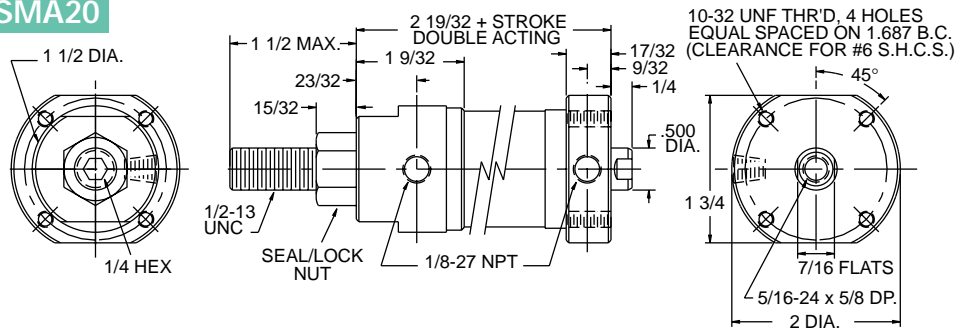 SMA20
1 1/2 DIA.
1/4 HEX
2 19/32 + STROKE
DOUBLE ACTING
1 1/2 MAX.
1 9/32
23/32
15/32
17/32
9/32
1/4
.500
DIA.
1/2-13
UNC
SEAL/LOCK
NUT
1/8-27 NPT
10-32 UNF THR'D, 4 HOLES
EQUAL SPACED ON 1.687 B.C.
(CLEARANCE FOR #6 S.H.C.S.)
45°
1 3/4
7/16 FLATS
5/16-24 x 5/8 DP.
2 DIA.